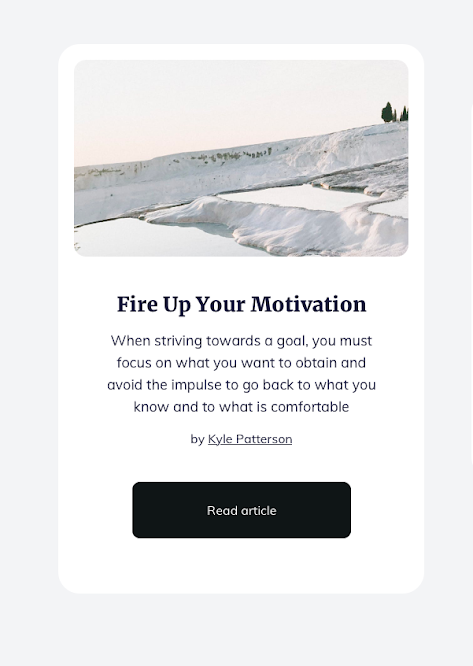 Fire Up Your Motivation
When striving towards a goal, you must
focus on what you want to obtain and
avoid the impulse to go back to what you
know and to what is comfortable
by Kyle Patterson
Read article